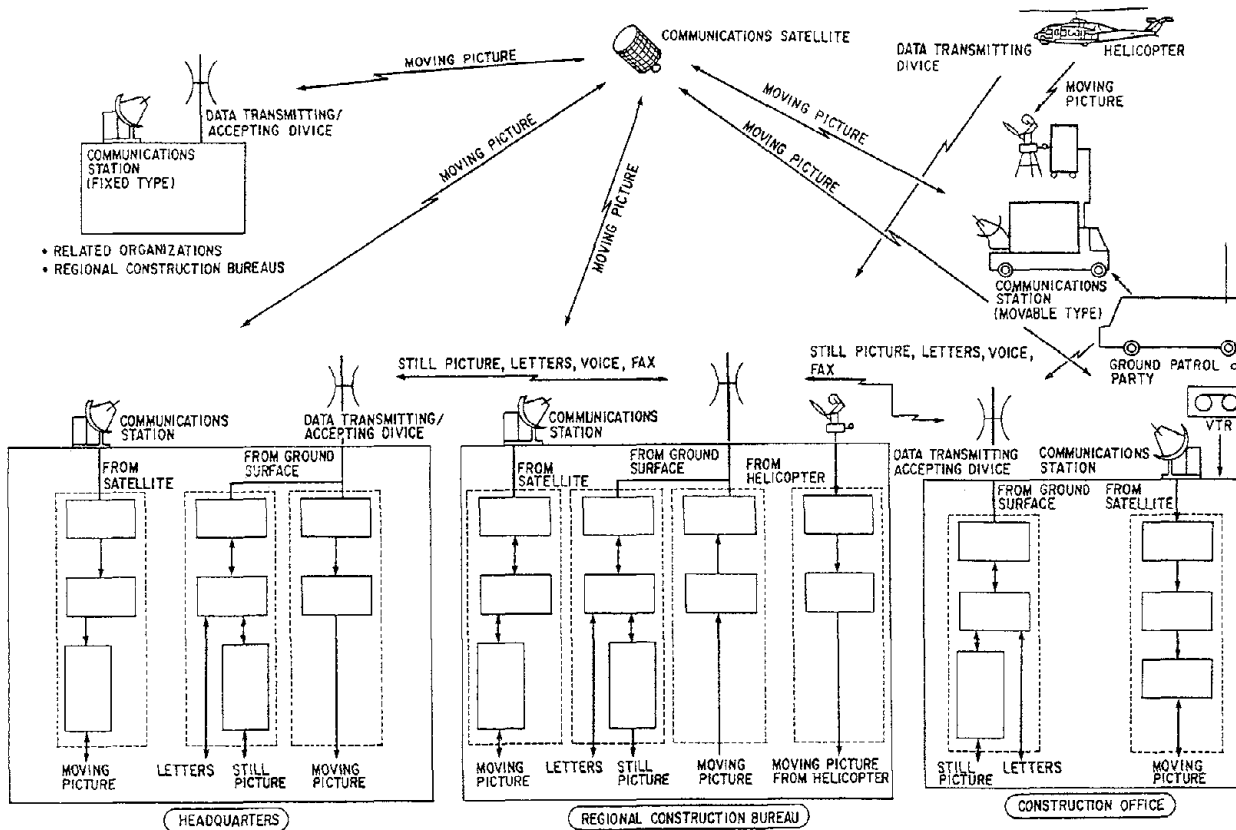 COMMUNICATIONS SATELLITE
MOVING PICTURE
DATA TRANSMITTING
DIVICE
HELICOPTER
MOVING
PICTURE
DATA TRANSMITTING/
ACCEPTING DIVICE
COMMUNICATIONS
STATION
(FIXED TYPE)
• RELATED ORGANIZATIONS
• REGIONAL CONSTRUCTION BUREAUS
MOVING PICTURE
MOVING PICTURE
MOVING PICTURE
MOVING PICTURE
COMMUNICATIONS
STATION
(MOVABLE TYPE)
GROUND PATROL
PARTY
STILL PICTURE, LETTERS, VOICE, FAX
STILL PICTURE, LETTERS, VOICE,
FAX
VTR
COMMUNICATIONS
STATION
DATA TRANSMITTING/
ACCEPTING DIVICE
COMMUNICATIONS
STATION
DATA TRANSMITTING/
ACCEPTING DIVICE
COMMUNICATIONS
STATION
FROM
SATELLITE
FROM GROUND
SURFACE
FROM
SATELLITE
FROM GROUND
SURFACE
FROM
HELICOPTER
FROM GROUND
SURFACE
FROM
SATELLITE
MOVING
PICTURE
LETTERS
STILL
PICTURE
MOVING
PICTURE
MOVING
PICTURE
LETTERS
STILL
PICTURE
MOVING
PICTURE
MOVING PICTURE
FROM HELICOPTER
STILL
PICTURE
LETTERS
MOVING
PICTURE
HEADQUARTERS
REGIONAL CONSTRUCTION BUREAU
CONSTRUCTION OFFICE